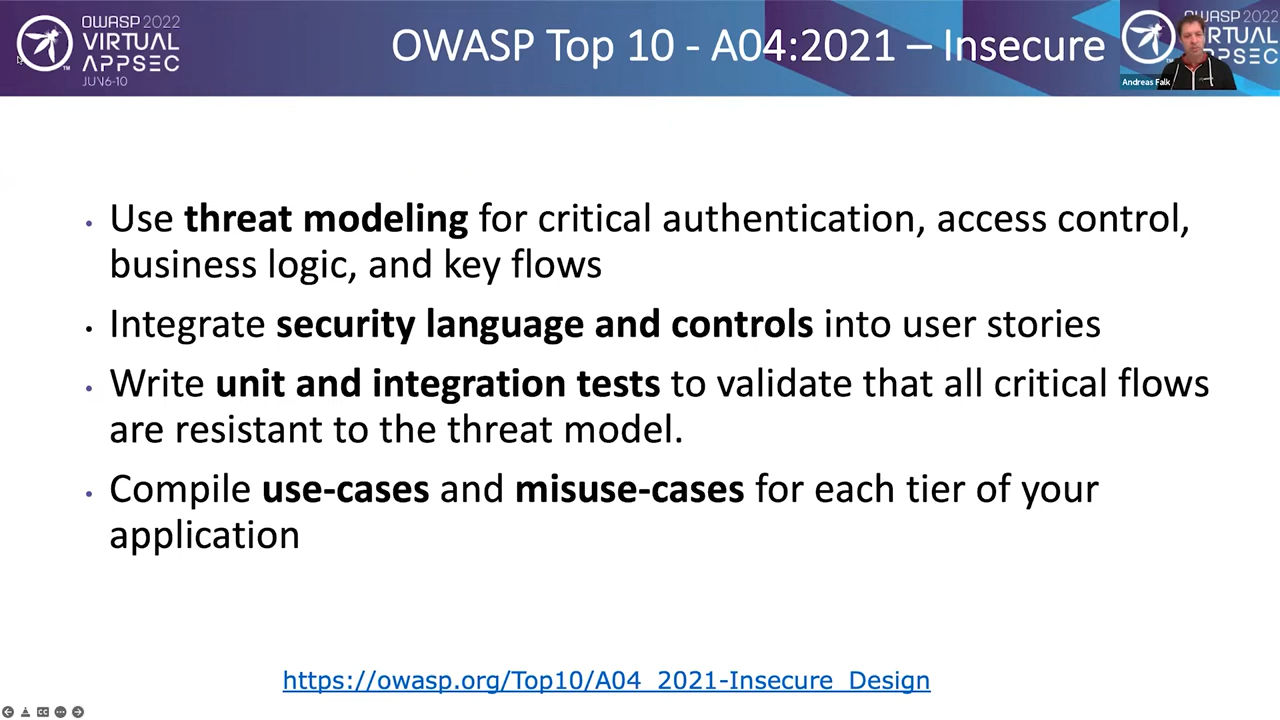 OWASP 2022
VIRTUAL
APPSEC
JUN6-10
OWASP Top 10 - A04:2021 – Insecure
OWASP 2022
VIRTUAL
APPSEC
Andreas Falk
• Use threat modeling for critical authentication, access control,
business logic, and key flows
• Integrate security language and controls into user stories
• Write unit and integration tests to validate that all critical flows
are resistant to the threat model.
• Compile use-cases and misuse-cases for each tier of your
application
https://owasp.org/Top10/A04_2021-Insecure_Design